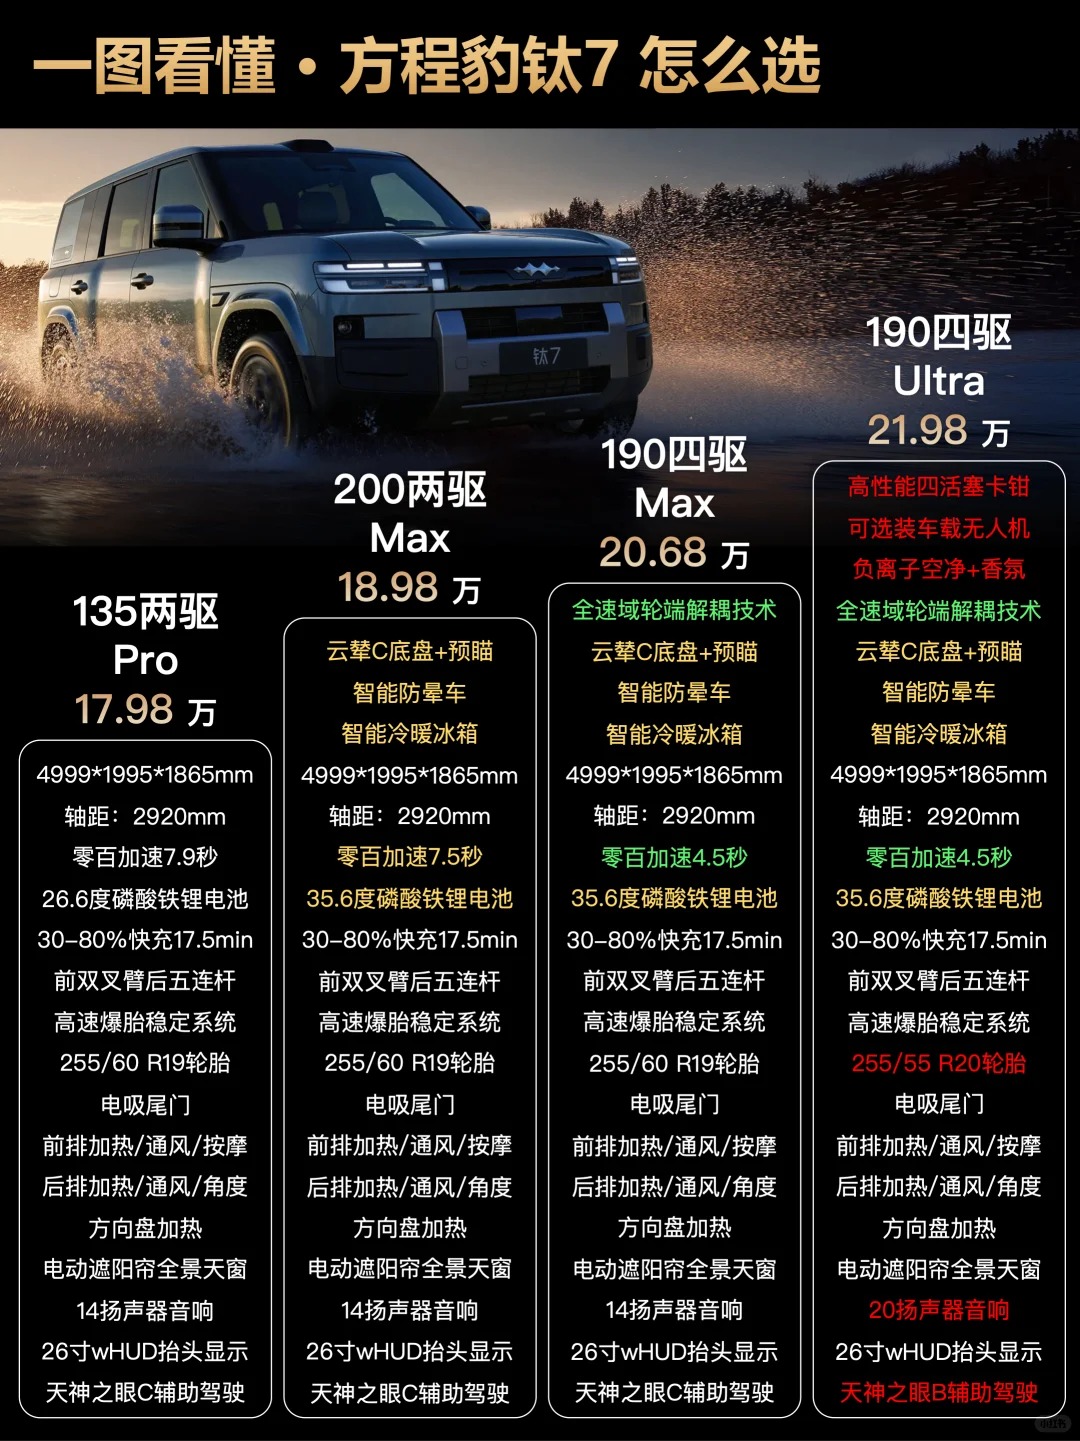 一图看懂·方程豹钛7 怎么选
钛7
135两驱
Pro
17.98 万
4999*1995*1865mm
轴距：2920mm
零百加速7.9秒
26.6度磷酸铁锂电池
30-80%快充17.5min
前双叉臂后五连杆
高速爆胎稳定系统
255/60 R19轮胎
电吸尾门
前排加热/通风/按摩
后排加热/通风/角度
方向盘加热
电动遮阳帘全景天窗
14扬声器音响
26寸wHUD抬头显示
天神之眼C辅助驾驶
200两驱
Max
18.98 万
云辇C底盘+预瞄
智能防晕车
智能冷暖冰箱
4999*1995*1865mm
轴距：2920mm
零百加速7.5秒
35.6度磷酸铁锂电池
30-80%快充17.5min
前双叉臂后五连杆
高速爆胎稳定系统
255/60 R19轮胎
电吸尾门
前排加热/通风/按摩
后排加热/通风/角度
方向盘加热
电动遮阳帘全景天窗
14扬声器音响
26寸wHUD抬头显示
天神之眼C辅助驾驶
190四驱
Max
20.68 万
全速域轮端解耦技术
云辇C底盘+预瞄
智能防晕车
智能冷暖冰箱
4999*1995*1865mm
轴距：2920mm
零百加速4.5秒
35.6度磷酸铁锂电池
30-80%快充17.5min
前双叉臂后五连杆
高速爆胎稳定系统
255/60 R19轮胎
电吸尾门
前排加热/通风/按摩
后排加热/通风/角度
方向盘加热
电动遮阳帘全景天窗
14扬声器音响
26寸wHUD抬头显示
天神之眼C辅助驾驶
190四驱
Ultra
21.98 万
高性能四活塞卡钳
可选装车载无人机
负离子空净+香氛
全速域轮端解耦技术
云辇C底盘+预瞄
智能防晕车
智能冷暖冰箱
4999*1995*1865mm
轴距：2920mm
零百加速4.5秒
35.6度磷酸铁锂电池
30-80%快充17.5min
前双叉臂后五连杆
高速爆胎稳定系统
255/55 R20轮胎
电吸尾门
前排加热/通风/按摩
后排加热/通风/角度
方向盘加热
电动遮阳帘全景天窗
20扬声器音响
26寸wHUD抬头显示
天神之眼B辅助驾驶
小红书